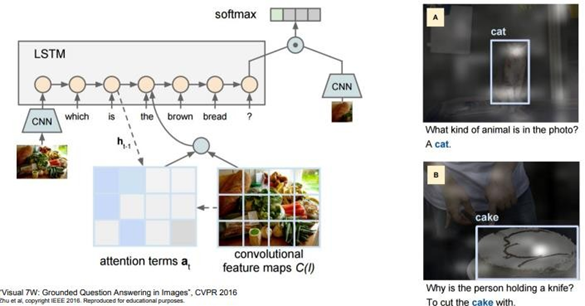 softmax
LSTM
CNN
which is the brown bread ?
CNN
ht-1
attention terms at
convolutional
feature maps C(I)
"Visual 7W: Grounded Question Answering in Images", CVPR 2016
Zhu et al, copyright IEEE 2016. Reproduced for educational purposes.
A
cat
What kind of animal is in the photo?
A cat.
B
cake
Why is the person holding a knife?
To cut the cake with.